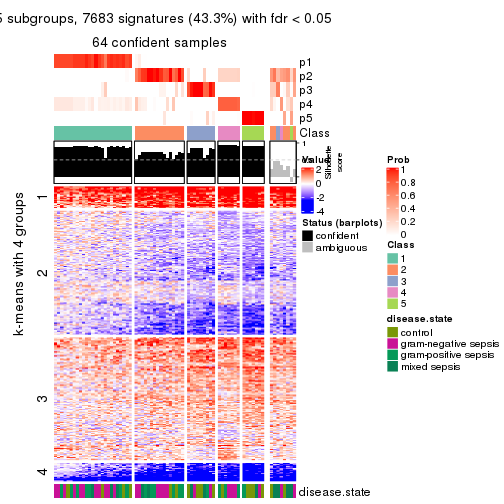 5 subgroups, 7683 signatures (43.3%) with fdr < 0.05
64 confident samples
p1
p2
p3
p4
p5
Class
1
Silhouette
score
k-means with 4 groups
1
2
3
4
disease.state
Value
2
0
-2
-4
Status (barplots)
confident
ambiguous
Prob
1
0.8
0.6
0.4
0.2
0
Class
1
2
3
4
5
disease.state
control
gram-negative sepsis
gram-positive sepsis
mixed sepsis